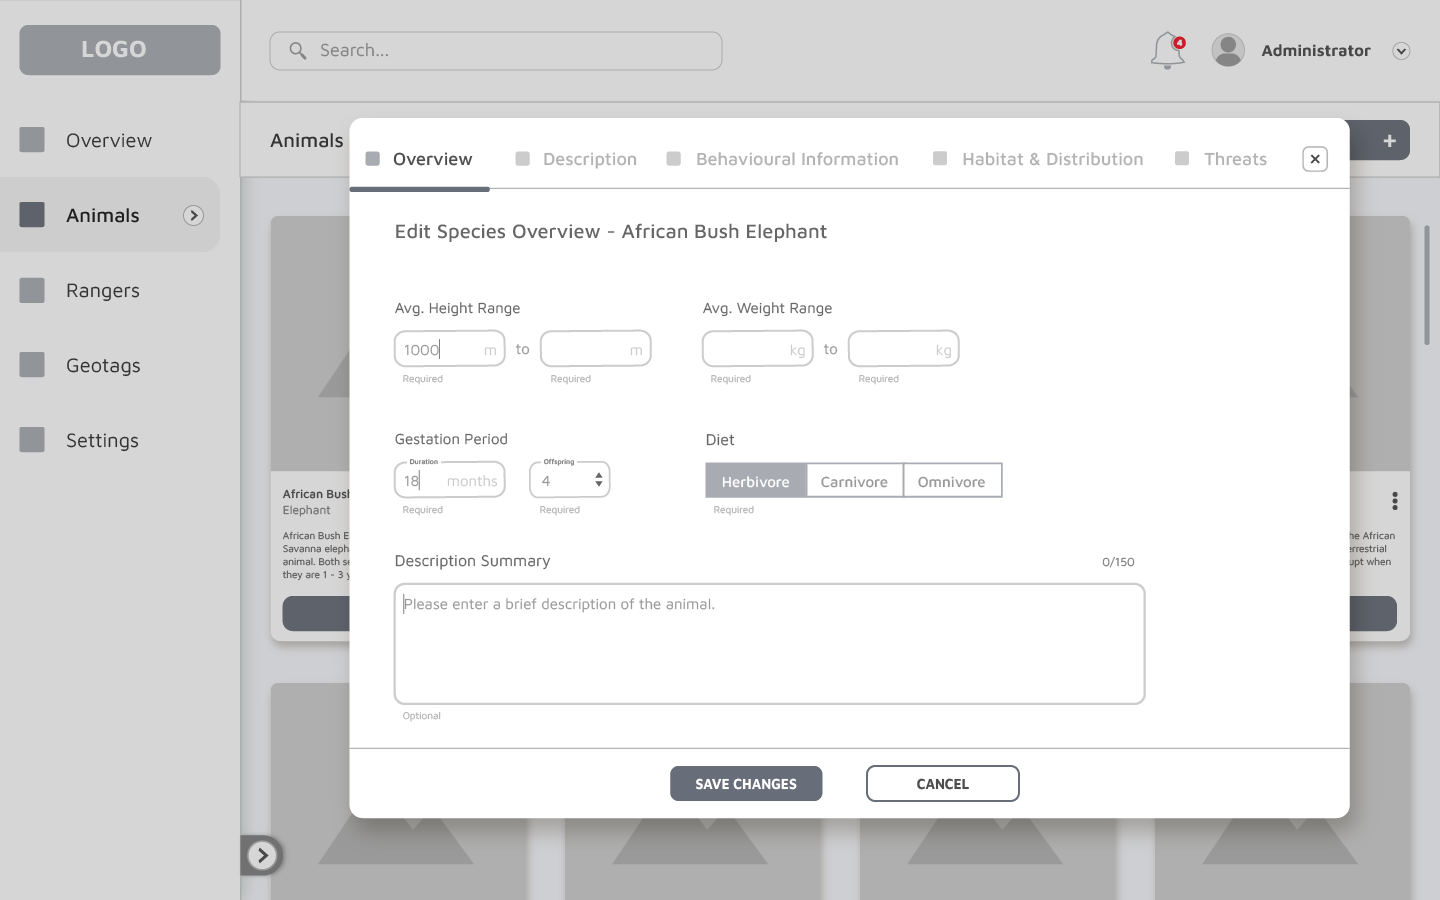 LOGO
Search...
4
Administrator
Overview
Animals
Rangers
Geotags
Settings
Animals
+
Overview
Description
Behavioural Information
Habitat & Distribution
Threats
Edit Species Overview - African Bush Elephant
Avg. Height Range
Avg. Weight Range
1000 m to m
kg to kg
Required
Required
Required
Required
Gestation Period
Diet
Duration
Offspring
18 months
4
Herbivore
Carnivore
Omnivore
Required
Required
Required
Description Summary
0/150
Please enter a brief description of the animal.
Optional
SAVE CHANGES
CANCEL
African
Elephant
African Bush
Savanna
animal. Both
they are 1 - 3
African
upt when